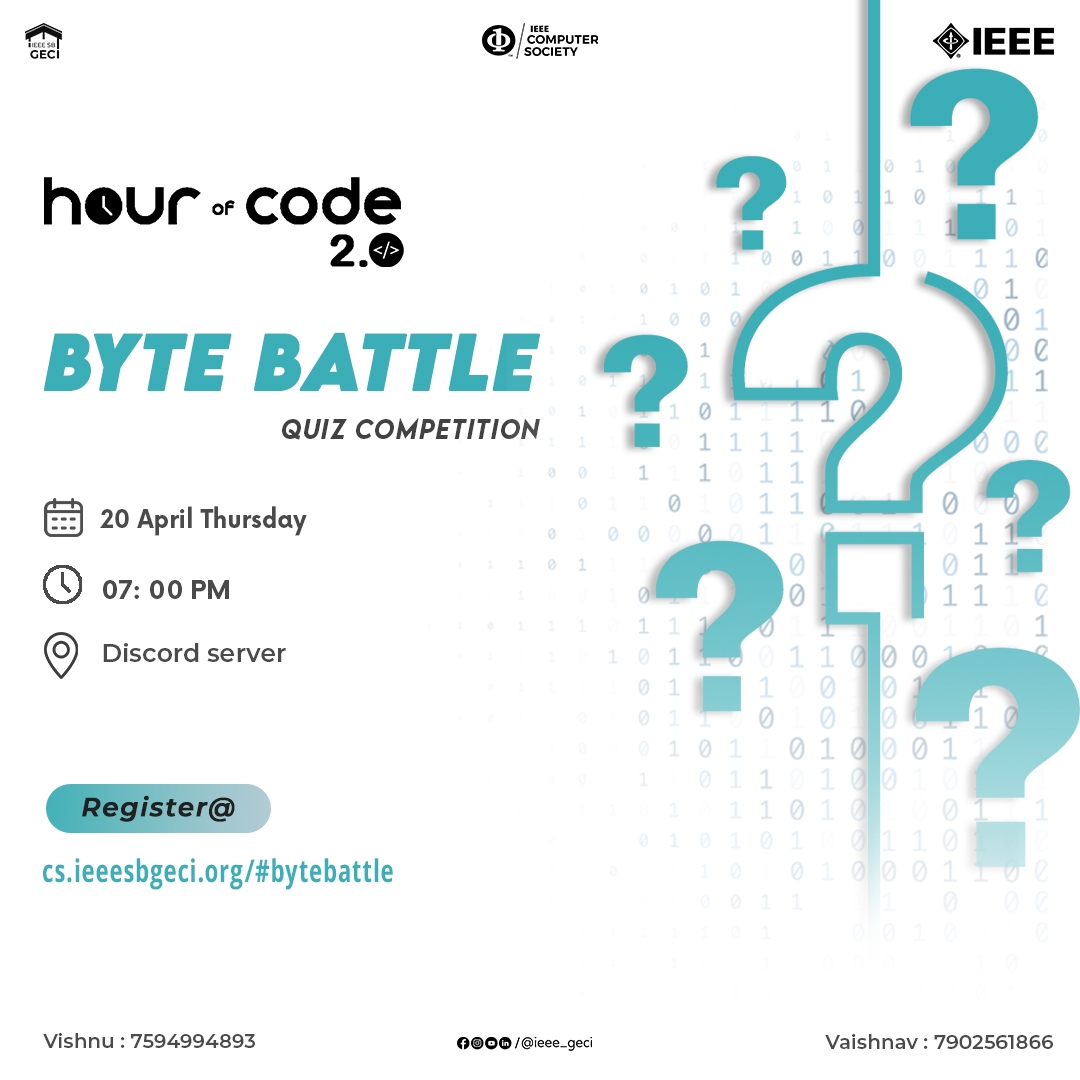 IEEE SB
GECI
IEEE
COMPUTER
SOCIETY
IEEE
hour of code
2.0
BYTE BATTLE
QUIZ COMPETITION
20 April Thursday
07: 00 PM
Discord server
Register@
cs.ieeesbgeci.org/#bytebattle
Vishnu : 7594994893
/@ieee_geci
Vaishnav : 7902561866